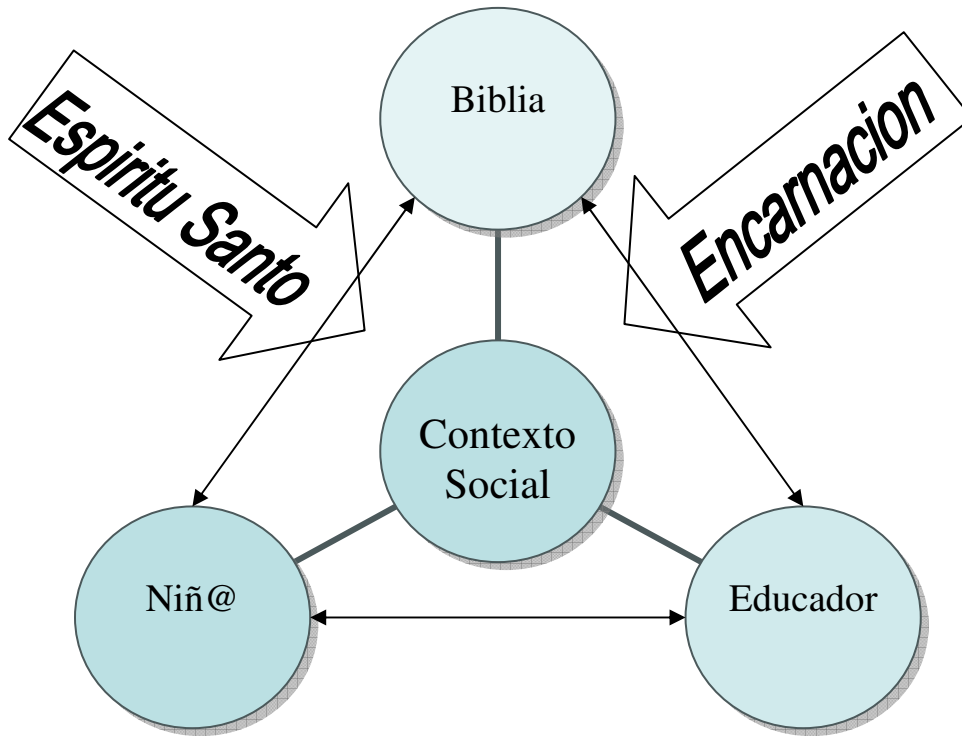 Biblia
Espiritu Santo
Encarnacion
Contexto
Social
Niñ@
Educador